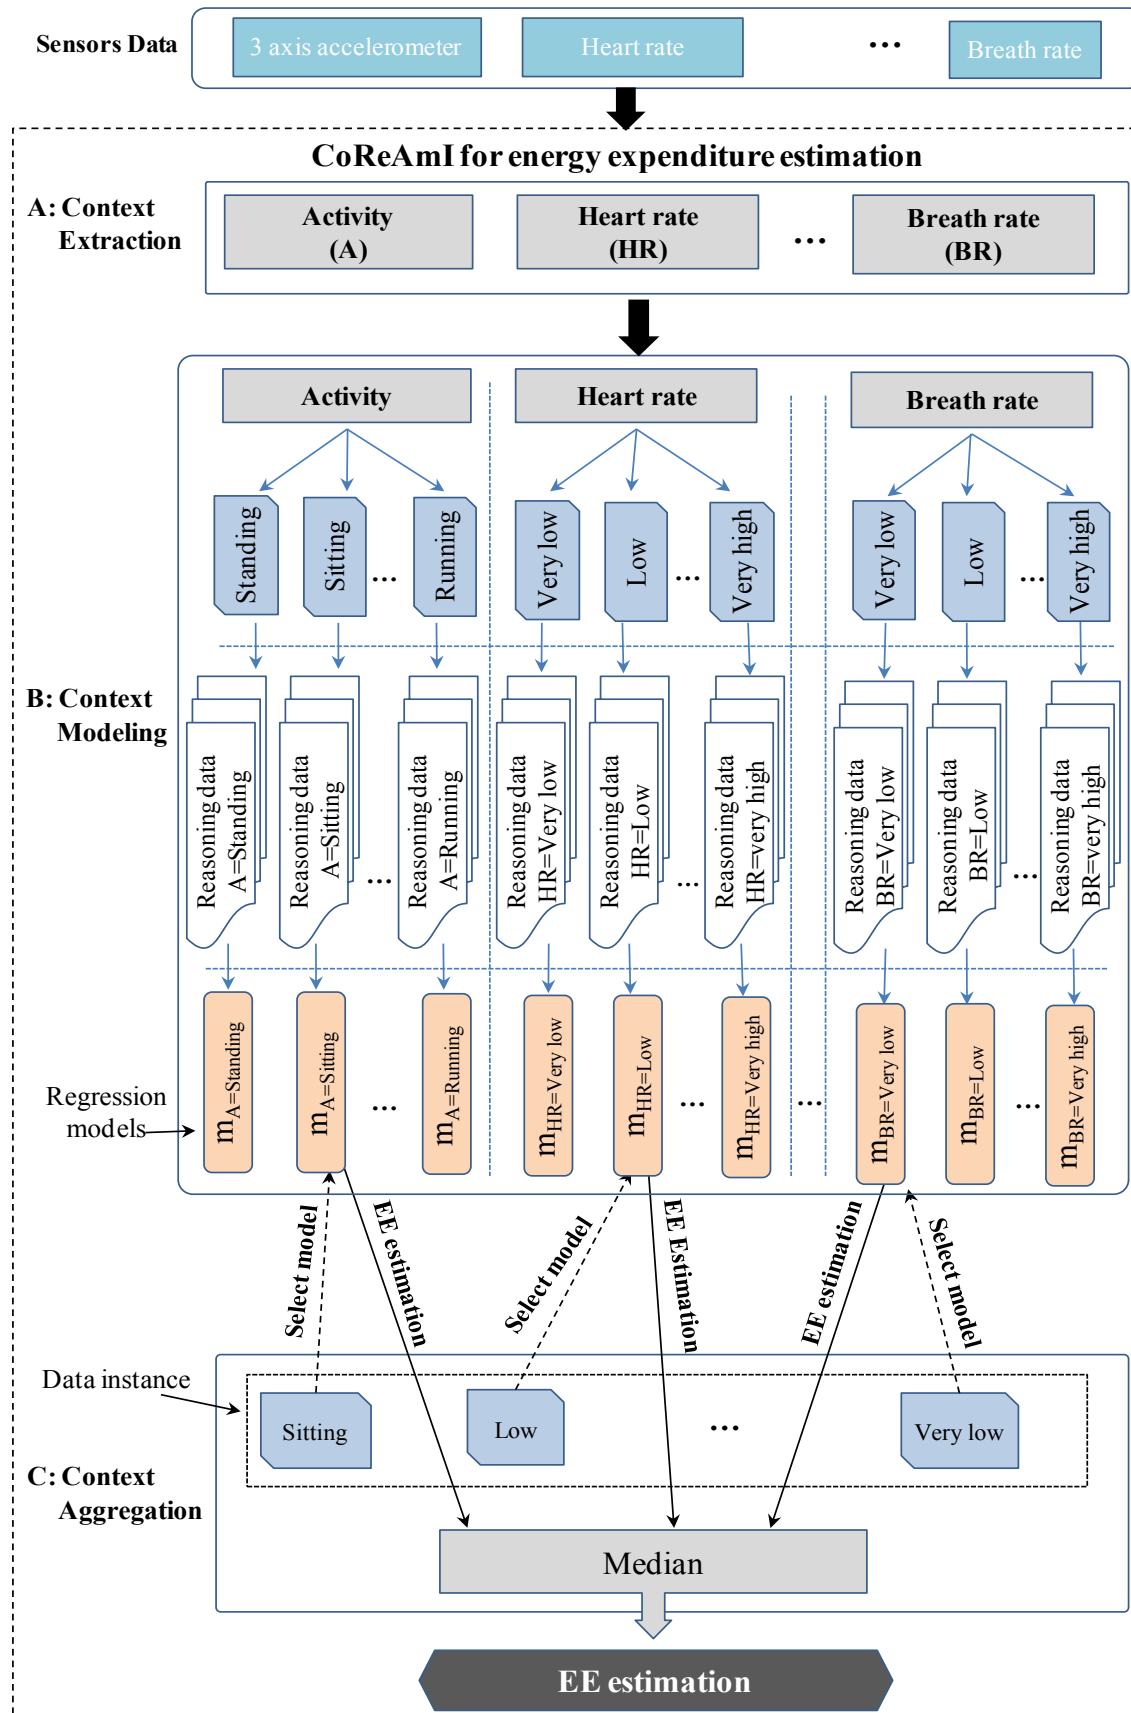 Sensors Data
3 axis accelerometer
Heart rate
...
Breath rate
CoReAmI for energy expenditure estimation
A: Context
Extraction
Activity
(A)
Heart rate
(HR)
...
Breath rate
(BR)
Activity
Heart rate
Breath rate
Standing
Sitting
...
Running
Very low
Low
...
Very high
Very low
Low
...
Very high
B: Context
Modeling
Reasoning data
A=Standing
Reasoning data
A=Sitting
...
Reasoning data
A=Running
Reasoning data
HR=Very low
Reasoning data
HR=Low
...
Reasoning data
HR=very high
Reasoning data
BR=Very low
Reasoning data
BR=Low
...
Reasoning data
BR=very high
Regression
models
mA=Standing
mA=Sitting
...
mA=Running
mHR=Very low
mHR=Low
...
mHR=Very high
...
mBR=Very low
mBR=Low
...
mBR=Very high
Select model
EE estimation
Select model
EE Estimation
EE estimation
Select model
Data instance
Sitting
Low
...
Very low
C: Context
Aggregation
Median
EE estimation